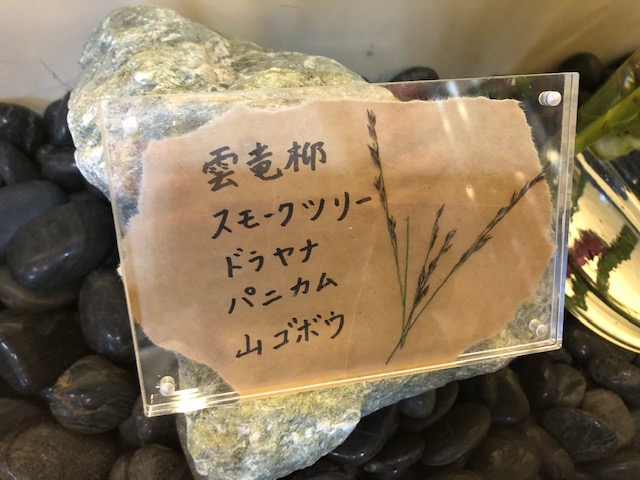 雲竜柳
スモークツリー
ドラヤナ
パニカム
山ゴボウ